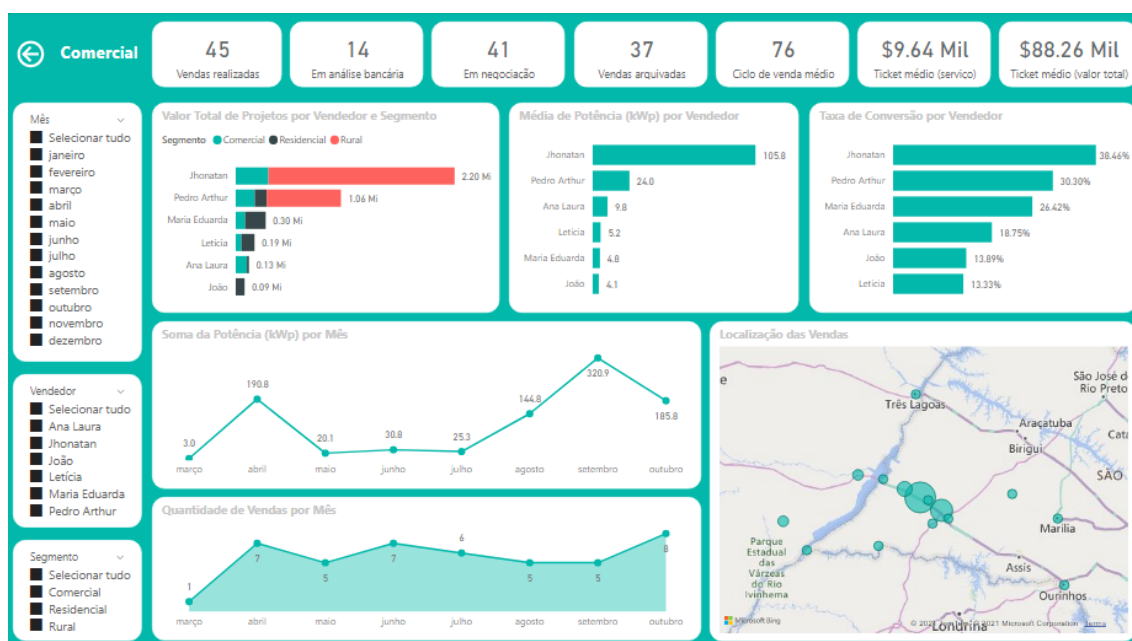 Comercial
45
Vendas realizadas
14
Em análise bancária
41
Em negociação
37
Vendas arquivadas
76
Ciclo de venda médio
$9.64 Mil
Ticket médio (servico)
$88.26 Mil
Ticket médio (valor total)
Mês
Selecionar tudo
janeiro
fevereiro
março
abril
maio
junho
julho
agosto
setembro
outubro
novembro
dezembro
Vendedor
Selecionar tudo
Ana Laura
Jhonatan
João
Letícia
Maria Eduarda
Pedro Arthur
Segmento
Selecionar tudo
Comercial
Residencial
Rural
Valor Total de Projetos por Vendedor e Segmento
Segmento Comercial Residencial Rural
Jhonatan 2.20 Mi
Pedro Arthur 1.06 Mi
Maria Eduarda 0.30 Mi
Letícia 0.19 Mi
Ana Laura 0.13 Mi
João 0.09 Mi
Média de Potência (kWp) por Vendedor
Jhonatan 105.8
Pedro Arthur 24.0
Ana Laura 9.8
Letícia 5.2
Maria Eduarda 4.8
João 4.1
Taxa de Conversão por Vendedor
Jhonatan 38.46%
Pedro Arthur 30.30%
Maria Eduarda 26.42%
Ana Laura 18.75%
João 13.89%
Letícia 13.33%
Soma da Potência (kWp) por Mês
3.0 190.8 20.1 30.8 25.3 144.8 320.9 185.8
março abril maio junho julho agosto setembro outubro
Quantidade de Vendas por Mês
1 7 5 7 6 5 5 8
março abril maio junho julho agosto setembro outubro
Localização das Vendas
e
São José d
Rio Preto
Três Lagoas
Araçatuba
Birigui
Cata
SÃO
Marília
Parque
Estadual
das
Várzeas
do Rio
Ivinhema
Assis
Ourinhos
Londrina
Microsoft Bing
2021 Microsoft Corporation Terms